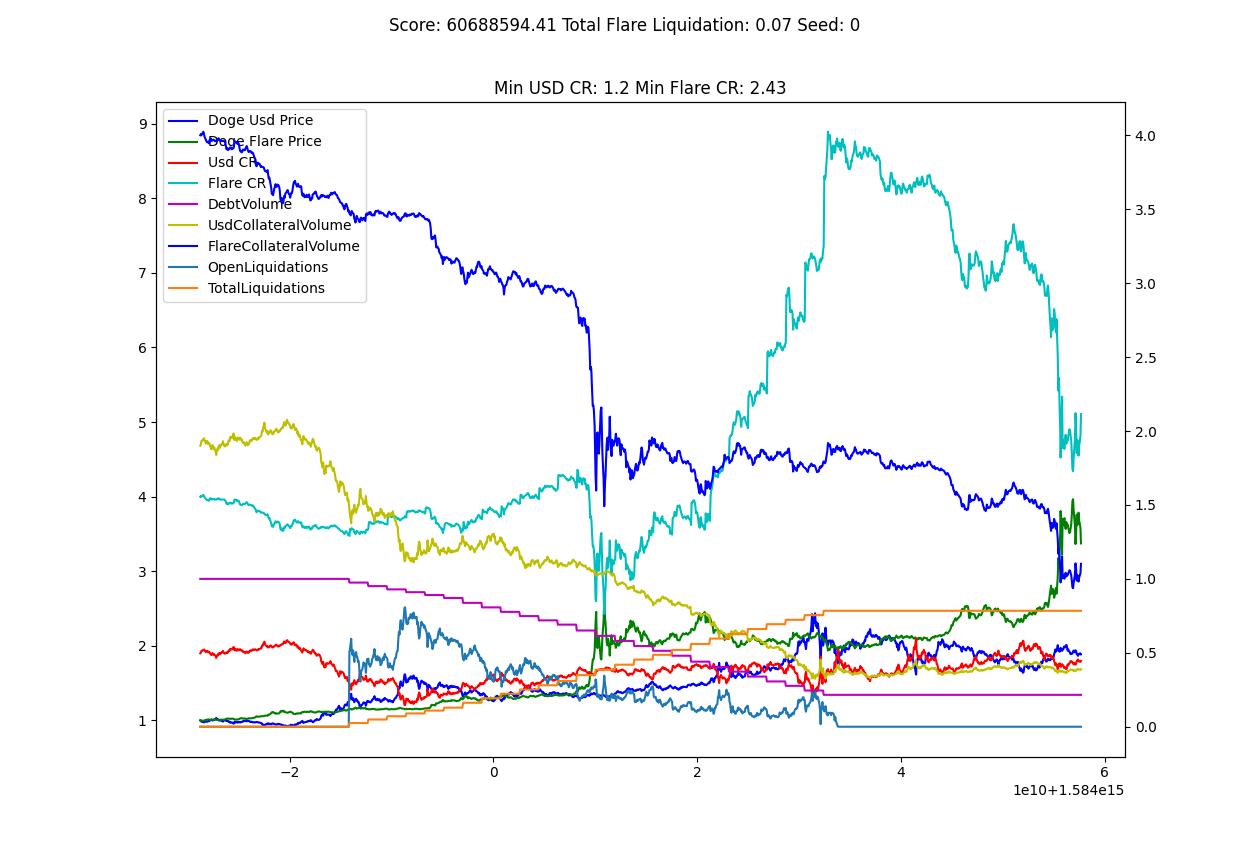 Score: 60688594.41 Total Flare Liquidation: 0.07 Seed: 0
Min USD CR: 1.2 Min Flare CR: 2.43
Doge Usd Price
Doge Flare Price
Usd CR
Flare CR
DebtVolume
UsdCollateralVolume
FlareCollateralVolume
OpenLiquidations
TotalLiquidations
9
8
7
6
5
4
3
2
1
4.0
3.5
3.0
2.5
2.0
1.5
1.0
0.5
0.0
−2
0
2
4
6
1e10+1.584e15